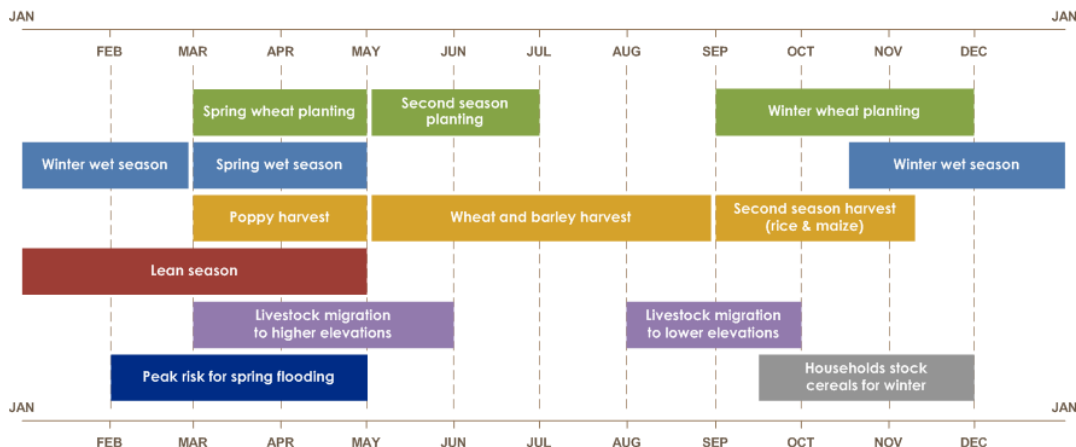 JAN JAN
FEB MAR APR MAY JUN JUL AUG SEP OCT NOV DEC
Spring wheat planting
Second season
planting
Winter wheat planting
Winter wet season
Spring wet season
Winter wet season
Poppy harvest
Wheat and barley harvest
Second season harvest
(rice & maize)
Lean season
Livestock migration
to higher elevations
Livestock migration
to lower elevations
Peak risk for spring flooding
Households stock
cereals for winter
JAN JAN
FEB MAR APR MAY JUN JUL AUG SEP OCT NOV DEC